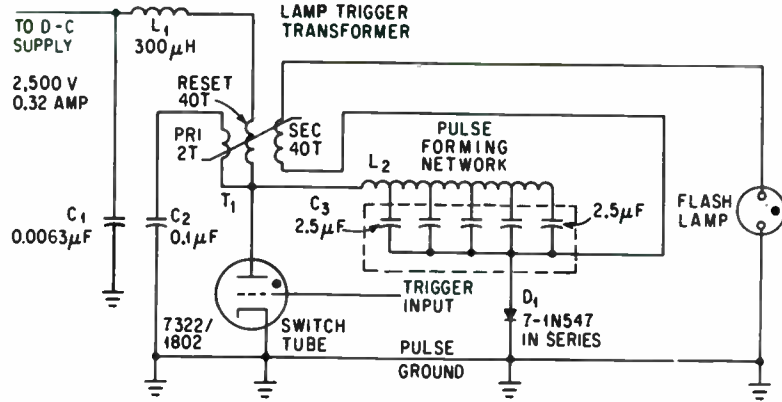 TO D-C
SUPPLY
2,500 V
0.32 AMP
L1
300μH
LAMP TRIGGER
TRANSFORMER
RESET
40T
PRI
2T
SEC
40T
PULSE
FORMING
NETWORK
L2
T1
C1
0.0063μF
C2
0.1μF
C3
2.5μF
2.5μF
FLASH
LAMP
TRIGGER
INPUT
D1
7-1N547
IN SERIES
7322/
1802
SWITCH
TUBE
PULSE
GROUND